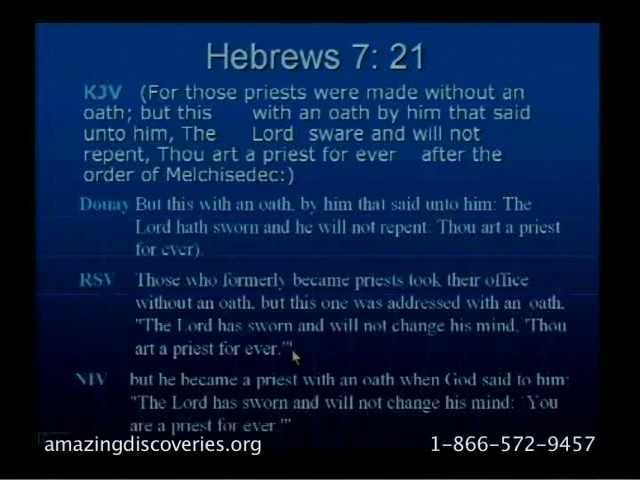 Hebrews 7: 21
KJV (For those priests were made without an
oath; but this with an oath by him that said
unto him, The Lord sware and will not
repent, Thou art a priest for ever after the
order of Melchisedec:)
Douay But this with an oath, by him that said unto him: The
Lord hath sworn and he will not repent: Thou art a priest
for ever).
RSV Those who formerly became priests took their office
without an oath, but this one was addressed with an oath,
"The Lord has sworn and will not change his mind, 'Thou
art a priest for ever.'"
NIV but he became a priest with an oath when God said to him:
"The Lord has sworn and will not change his mind: 'You
are a priest for ever.'"
amazingdiscoveries.org 1-866-572-9457